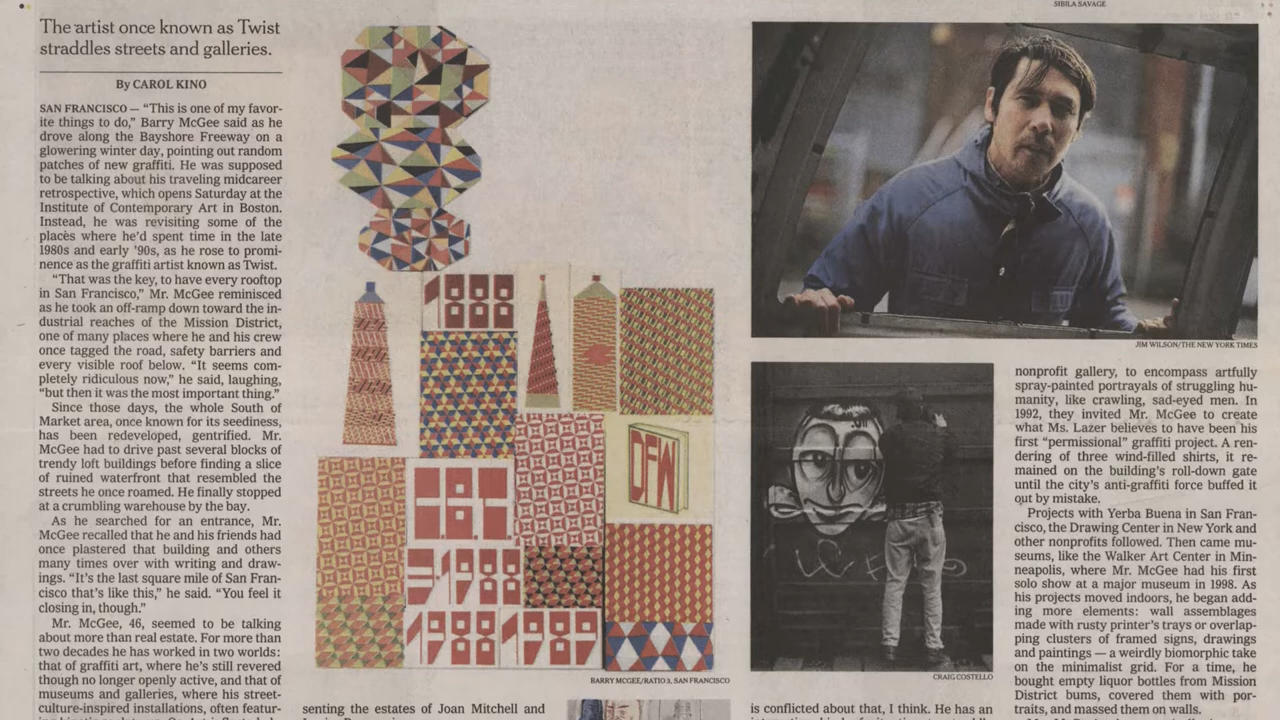 SIBILA SAVAGE
The artist once known as Twist
straddles streets and galleries.
By CAROL KINO
SAN FRANCISCO — “This is one of my favor-
ite things to do,” Barry McGee said as he
drove along the Bayshore Freeway on a
glowering winter day, pointing out random
patches of new graffiti. He was supposed
to be talking about his traveling midcareer
retrospective, which opens Saturday at the
Institute of Contemporary Art in Boston.
Instead, he was revisiting some of the
places where he’d spent time in the late
1980s and early ’90s, as he rose to promi-
nence as the graffiti artist known as Twist.
“That was the key, to have every rooftop
in San Francisco,” Mr. McGee reminisced
as he took an off-ramp down toward the in-
dustrial reaches of the Mission District,
one of many places where he and his crew
once tagged the road, safety barriers and
every visible roof below. “It seems com-
pletely ridiculous now,” he said, laughing,
“but then it was the most important thing.”
Since those days, the whole South of
Market area, once known for its seediness,
has been redeveloped, gentrified. Mr.
McGee had to drive past several blocks of
trendy loft buildings before finding a slice
of ruined waterfront that resembled the
streets he once roamed. He finally stopped
at a crumbling warehouse by the bay.
As he searched for an entrance, Mr.
McGee recalled that he and his friends had
once plastered that building and others
many times over with writing and draw-
ings. “It’s the last square mile of San Fran-
cisco that’s like this,” he said. “You feel it
closing in, though.”
Mr. McGee, 46, seemed to be talking
about more than real estate. For more than
two decades he has worked in two worlds:
that of graffiti art, where he’s still revered
though no longer openly active, and that of
museums and galleries, where his street-
culture-inspired installations, often featur-
1988
DFW
=1988
1988
1989
BARRY MCGEE/RATIO 3, SAN FRANCISCO
senting the estates of Joan Mitchell and
JIM WILSON/THE NEW YORK TIMES
CRAIG COSTELLO
is conflicted about that, I think. He has an
nonprofit gallery, to encompass artfully
spray-painted portrayals of struggling hu-
manity, like crawling, sad-eyed men. In
1992, they invited Mr. McGee to create
what Ms. Lazer believes to have been his
first “permissional” graffiti project. A ren-
dering of three wind-filled shirts, it re-
mained on the building’s roll-down gate
until the city’s anti-graffiti force buffed it
out by mistake.
Projects with Yerba Buena in San Fran-
cisco, the Drawing Center in New York and
other nonprofits followed. Then came mu-
seums, like the Walker Art Center in Min-
neapolis, where Mr. McGee had his first
solo show at a major museum in 1998. As
his projects moved indoors, he began add-
ing more elements: wall assemblages
made with rusty printer’s trays or overlap-
ping clusters of framed signs, drawings
and paintings — a weirdly biomorphic take
on the minimalist grid. For a time, he
bought empty liquor bottles from Mission
District bums, covered them with por-
traits, and massed them on walls.